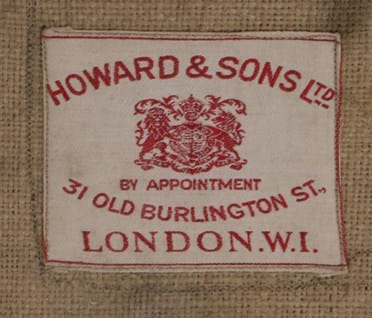 HOWARD & SONS LTD
BY APPOINTMENT
31 OLD BURLINGTON ST.,
LONDON.W.I.